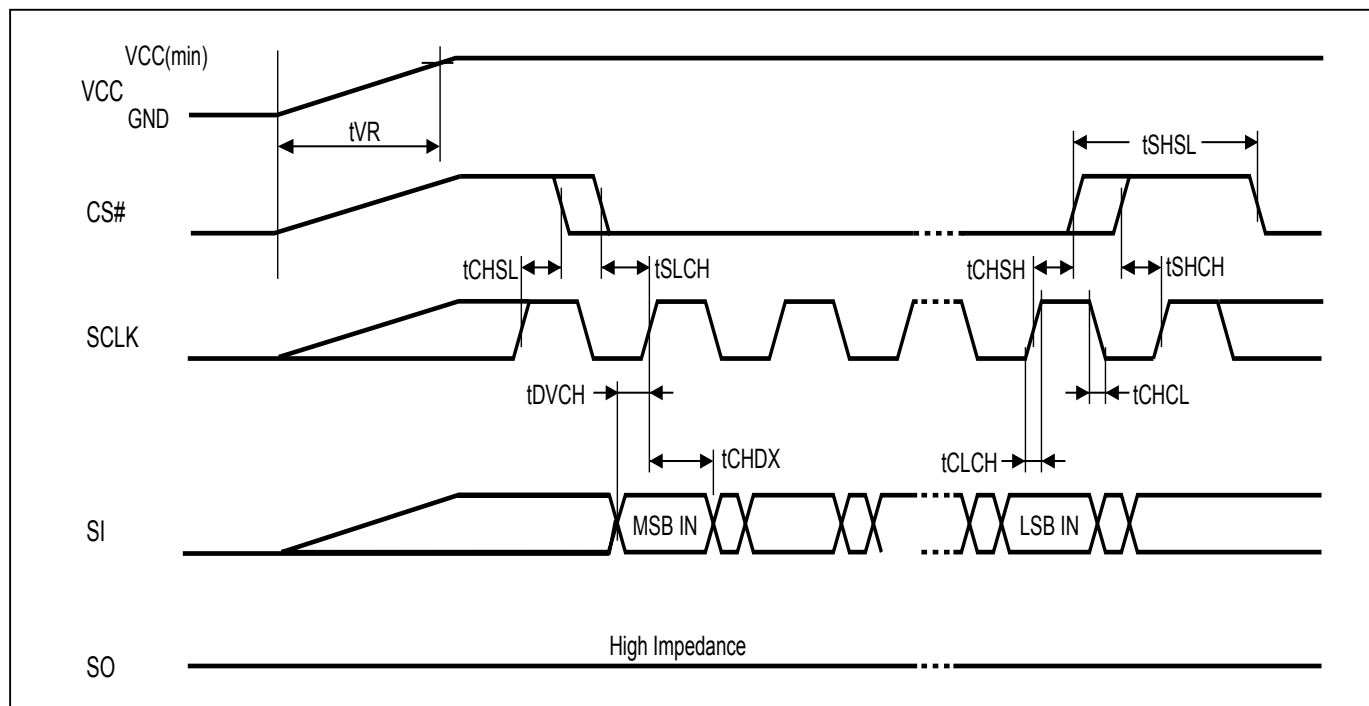 VCC(min)
VCC
GND
tVR
tSHSL
CS#
tCHSL
tSLCH
tCHSH
tSHCH
SCLK
tDVCH
tCHCL
tCHDX
tCLCH
SI
MSB IN
LSB IN
High Impedance
SO